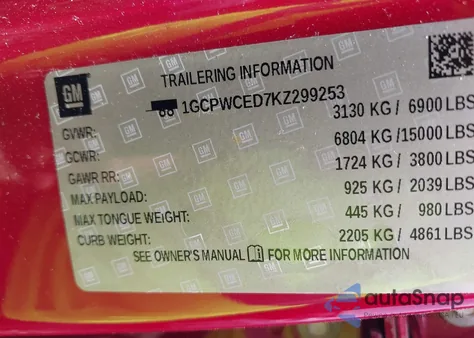 TRAILERING INFORMATION
GM
1GCPWCED7KZ299253
GVWR: 3130 KG / 6900 LBS
GCWR: 6804 KG /15000 LBS
GAWR RR: 1724 KG / 3800 LBS
MAX PAYLOAD: 925 KG / 2039 LBS
MAX TONGUE WEIGHT: 445 KG / 980 LBS
CURB WEIGHT: 2205 KG / 4861 LBS
SEE OWNER'S MANUAL FOR MORE INFORMATION
autoSnap